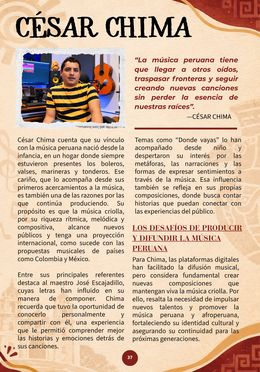 CÉSAR CHIMA
“La música peruana tiene
que llegar a otros oídos,
traspasar fronteras y seguir
creando nuevas canciones
sin perder la esencia de
nuestras raíces”.
—CÉSAR CHIMA
César Chima cuenta que su vínculo
con la música peruana nació desde la
infancia, en un hogar donde siempre
estuvieron presentes los boleros,
valses, marineras y tonderos. Ese
cariño, que lo acompaña desde sus
primeros acercamientos a la música,
es también una de las razones por las
que continúa produciendo. Su
propósito es que la música criolla,
por su riqueza rítmica, melódica y
compositiva, alcance nuevos
públicos y tenga una proyección
internacional, como sucede con las
propuestas musicales de países
como Colombia y México.
Entre sus principales referentes
destaca al maestro José Escajadillo,
cuyas letras han influido en su
manera de componer. Chima
recuerda que tuvo la oportunidad de
conocerlo personalmente y
compartir con él, una experiencia
que le permitió comprender mejor
las historias y emociones detrás de
sus canciones.
Temas como “Donde vayas” lo han
acompañado desde niño y
despertaron su interés por las
metáforas, las narraciones y las
formas de expresar sentimientos a
través de la música. Esa influencia
también se refleja en sus propias
composiciones, donde busca contar
historias que puedan conectar con
las experiencias del público.
LOS DESAFÍOS DE PRODUCIR
Y DIFUNDIR LA MÚSICA
PERUANA
Para Chima, las plataformas digitales
han facilitado la difusión musical,
pero considera fundamental crear
nuevas composiciones que
mantengan viva la música criolla. Por
ello, resalta la necesidad de impulsar
nuevos talentos y promover la
música peruana y afroperuana,
fortaleciendo su identidad cultural y
asegurando su continuidad para las
próximas generaciones.
37